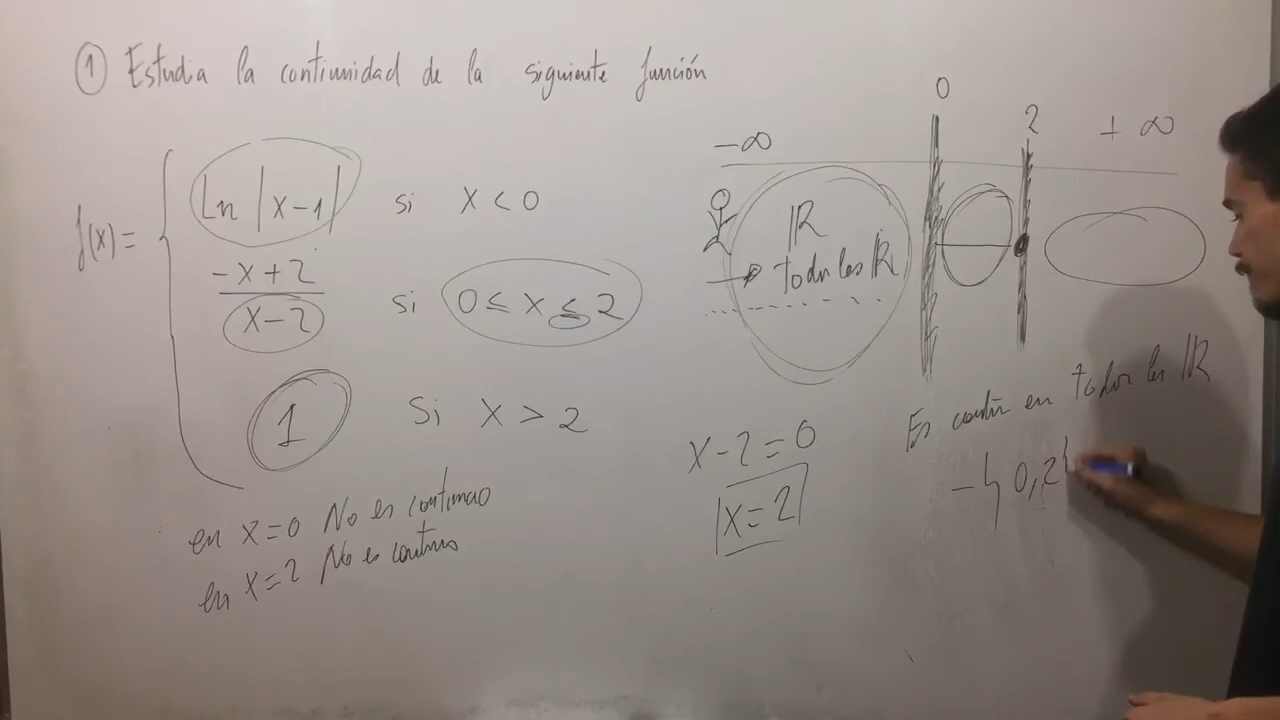 ① Estudia la continuidad de la siguiente función
f(x) = { Ln |x-1| si x < 0
-x+2 / x-2 si 0 ≤ x ≤ 2
1 si x > 2
en x=0 No es continuo
en x=2 No es continuo
-∞ 0 2 +∞
IR
todos los IR
x-2=0
x=2
Es contin en todos los IR
-{0,2}